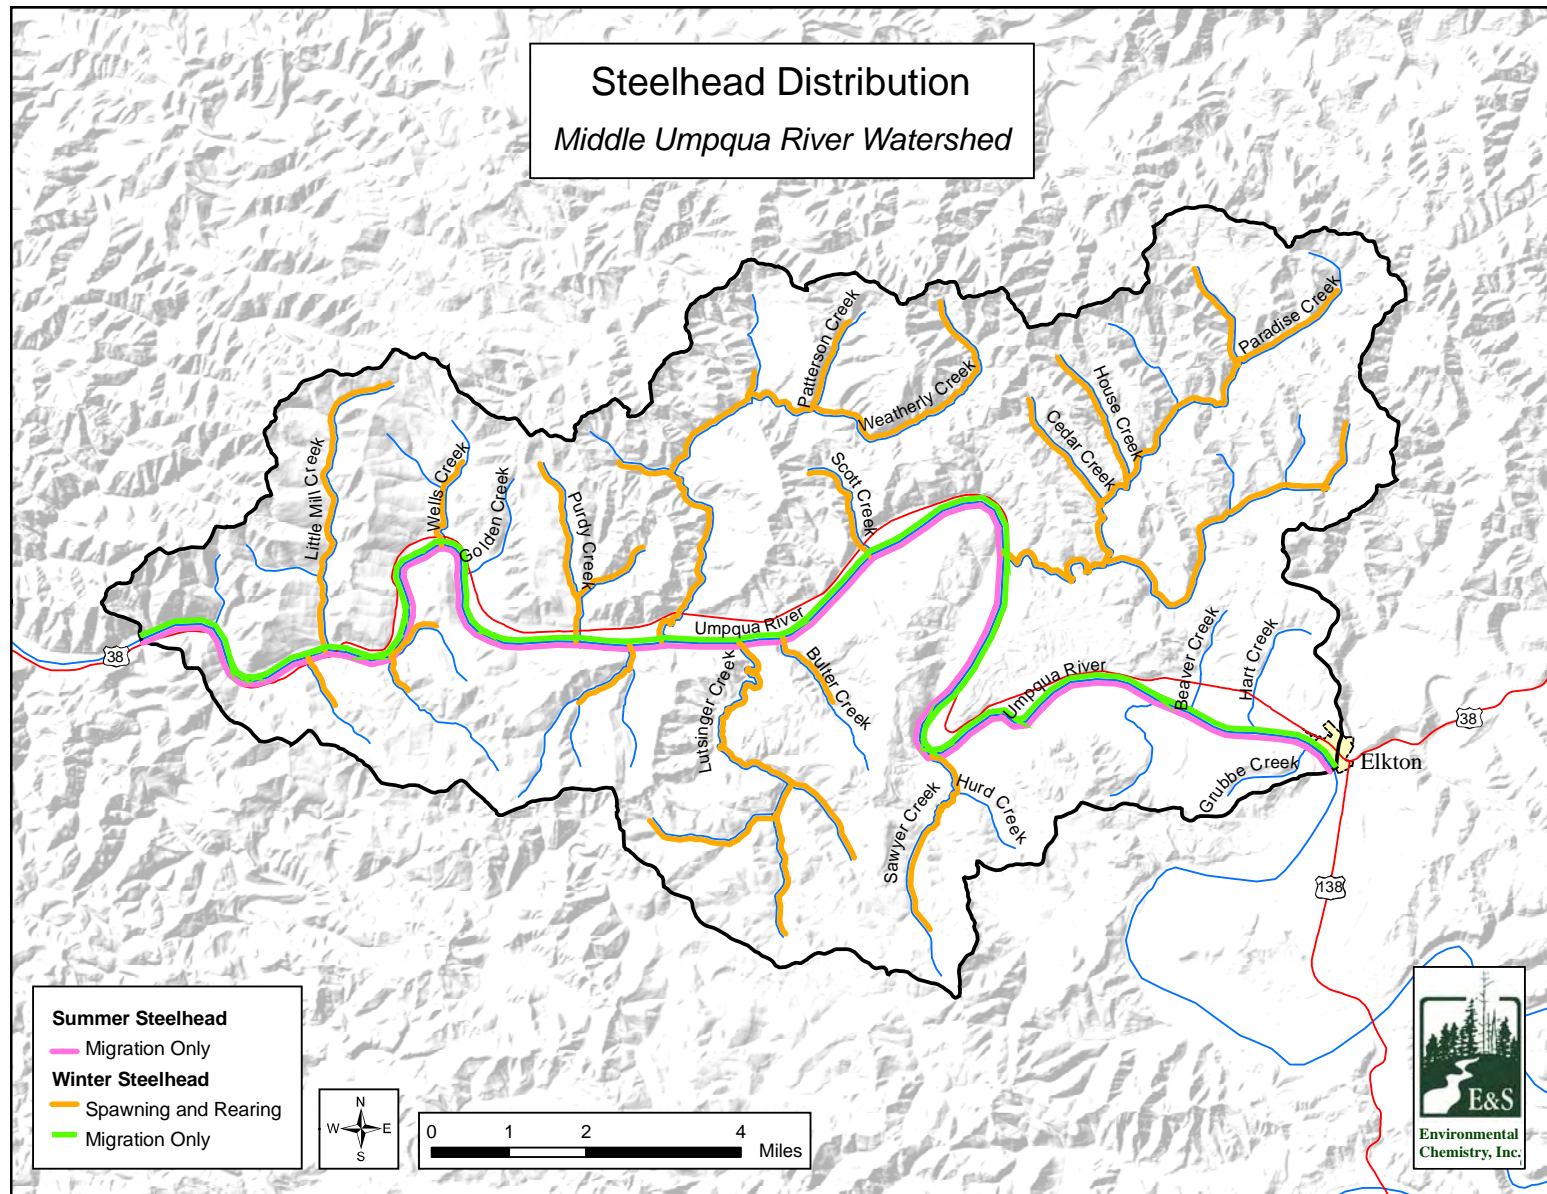 Steelhead Distribution
Middle Umpqua River Watershed
Paradise Creek
Patterson Creek
Weatherly Creek
House Creek
Cedar Creek
Scott Creek
Little Mill Creek
Wells Creek
Golden Creek
Purdy Creek
Umpqua River
Lutsinger Creek
Bulter Creek
Umpqua River
Beaver Creek
Hart Creek
Grubbe Creek
Elkton
Sawyer Creek
Hurd Creek
38
38
138
Summer Steelhead
Migration Only
Winter Steelhead
Spawning and Rearing
Migration Only
N
W
E
S
0 1 2 4
Miles
E&S
Environmental
Chemistry, Inc.